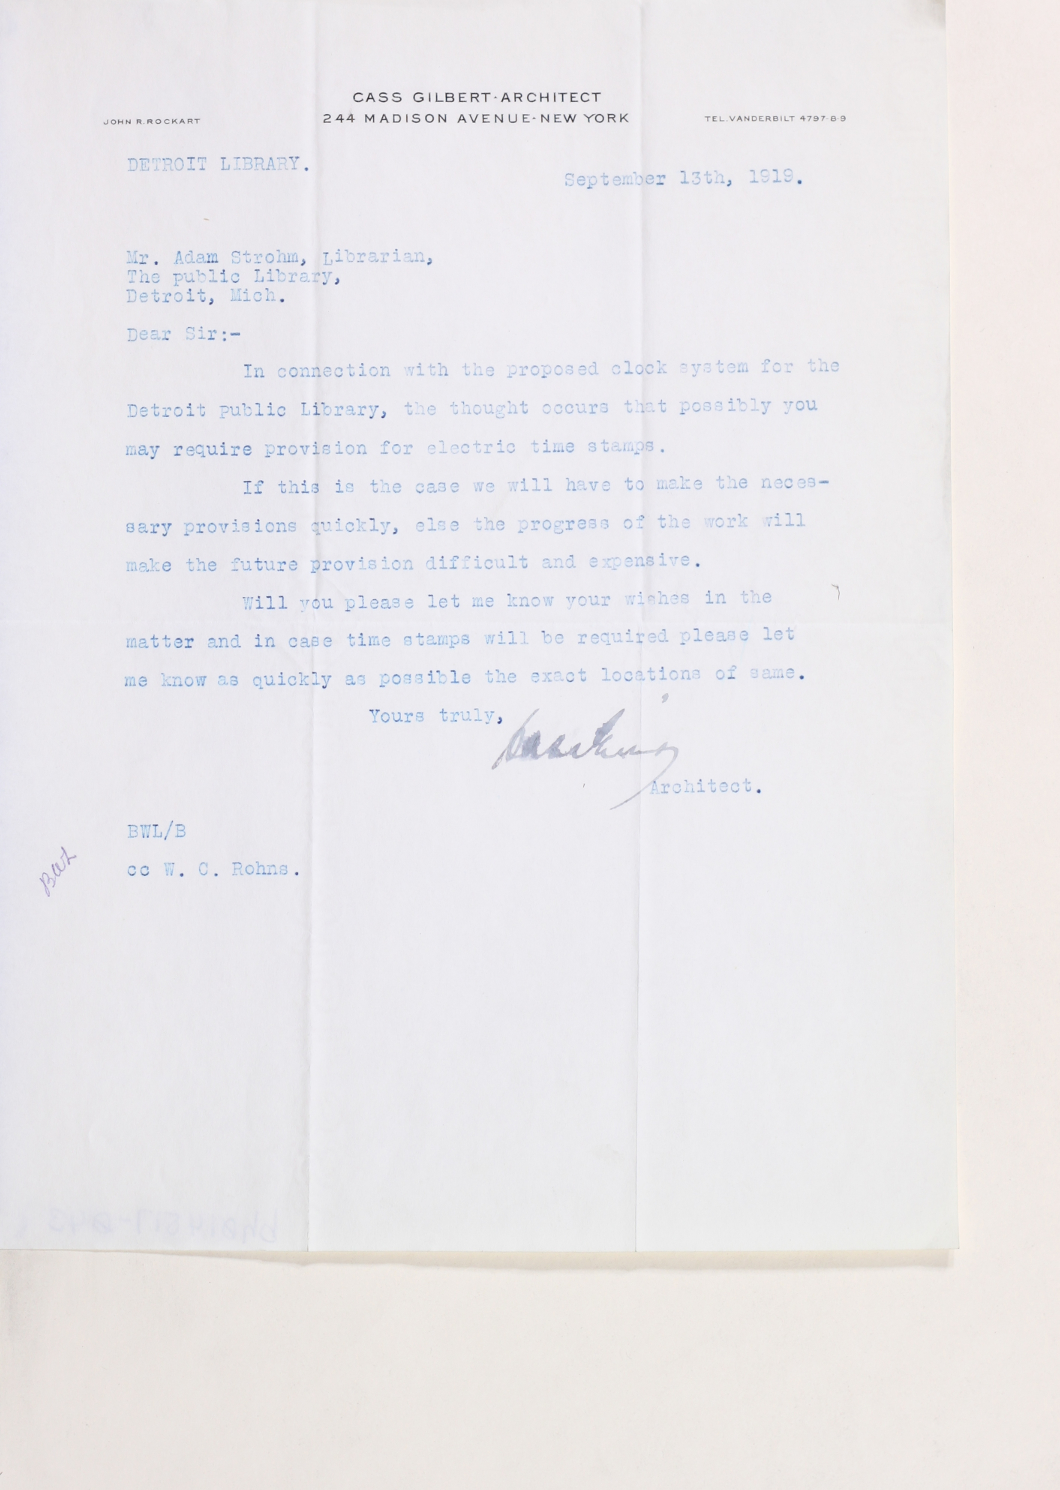 CASS GILBERT-ARCHITECT
JOHN R. ROCKART 244 MADISON AVENUE-NEW YORK TEL. VANDERBILT 4797-8-9
DETROIT LIBRARY.
September 13th, 1919.
Mr. Adam Strohm, Librarian,
The public Library,
Detroit, Mich.
Dear Sir:-
In connection with the proposed clock system for the
Detroit Public Library, the thought occurs that possibly you
may require provision for electric time stamps.
If this is the case we will have to make the neces-
sary provisions quickly, else the progress of the work will
make the future provision difficult and expensive.
Will you please let me know your wishes in the
matter and in case time stamps will be required please let
me know as quickly as possible the exact locations of same.
Yours truly,
Architect.
BWL/B
cc W. C. Rohns.
BWL